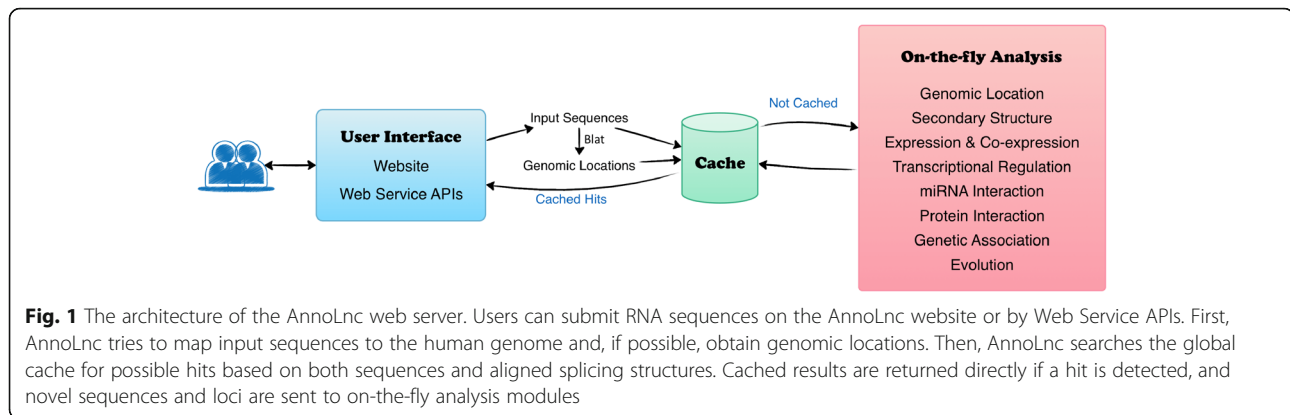 User Interface
Website
Web Service APIs
Input Sequences
Blat
Genomic Locations
Cached Hits
Cache
Not Cached
On-the-fly Analysis
Genomic Location
Secondary Structure
Expression & Co-expression
Transcriptional Regulation
miRNA Interaction
Protein Interaction
Genetic Association
Evolution
Fig. 1 The architecture of the AnnoLnc web server. Users can submit RNA sequences on the AnnoLnc website or by Web Service APIs. First,
AnnoLnc tries to map input sequences to the human genome and, if possible, obtain genomic locations. Then, AnnoLnc searches the global
cache for possible hits based on both sequences and aligned splicing structures. Cached results are returned directly if a hit is detected, and
novel sequences and loci are sent to on-the-fly analysis modules